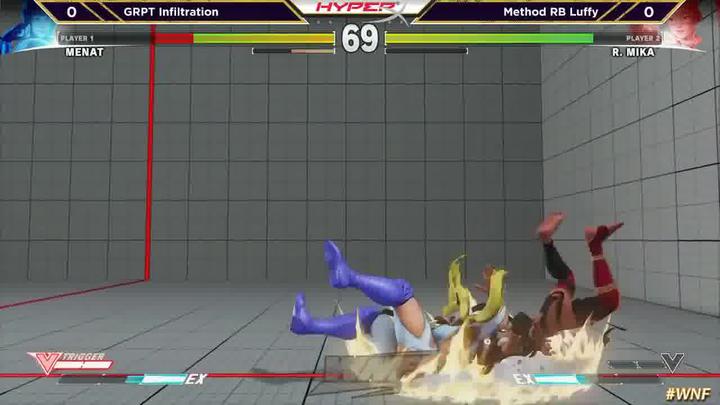 0 GRPT Infiltration HYPER Method RB Luffy 0
PLAYER 1 69 PLAYER 2
MENAT R. MIKA
V TRIGGER V
EX EX
#WNF